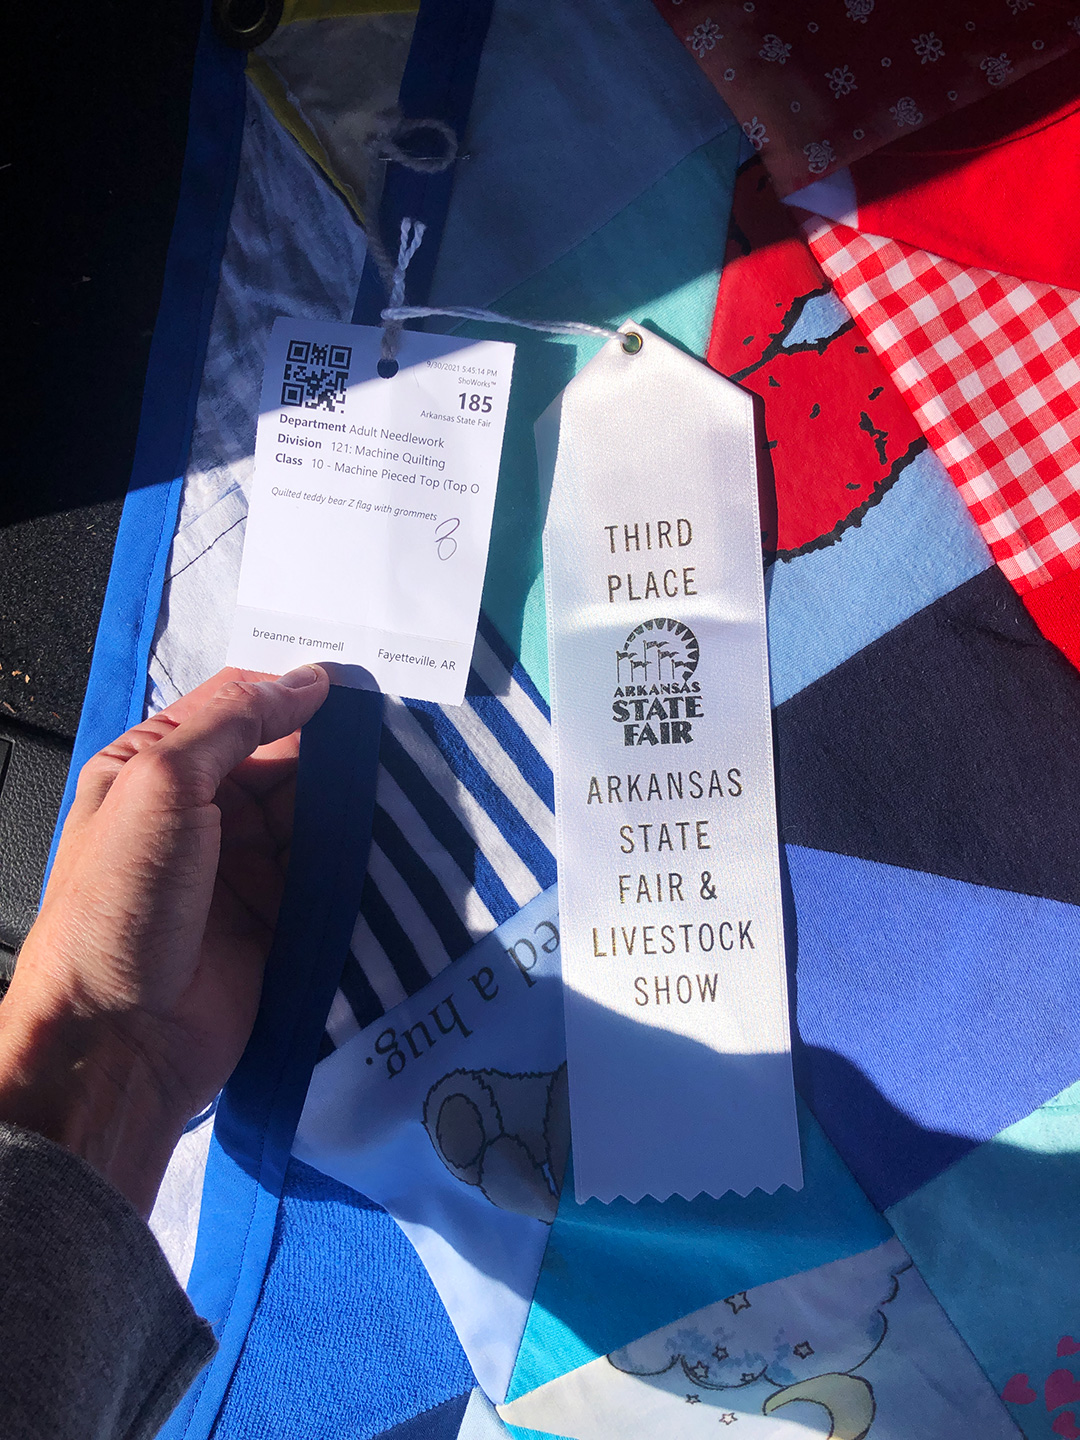 9/30/2021 5:45:14 PM
ShoWorks™
185
Arkansas State Fair
Department Adult Needlework
Division 121: Machine Quilting
Class 10 - Machine Pieced Top (Top O
Quilted teddy bear Z flag with grommets
3
breanne trammell
Fayetteville, AR
THIRD
PLACE
ARKANSAS
STATE
FAIR
ARKANSAS
STATE
FAIR &
LIVESTOCK
SHOW
ed a hug.